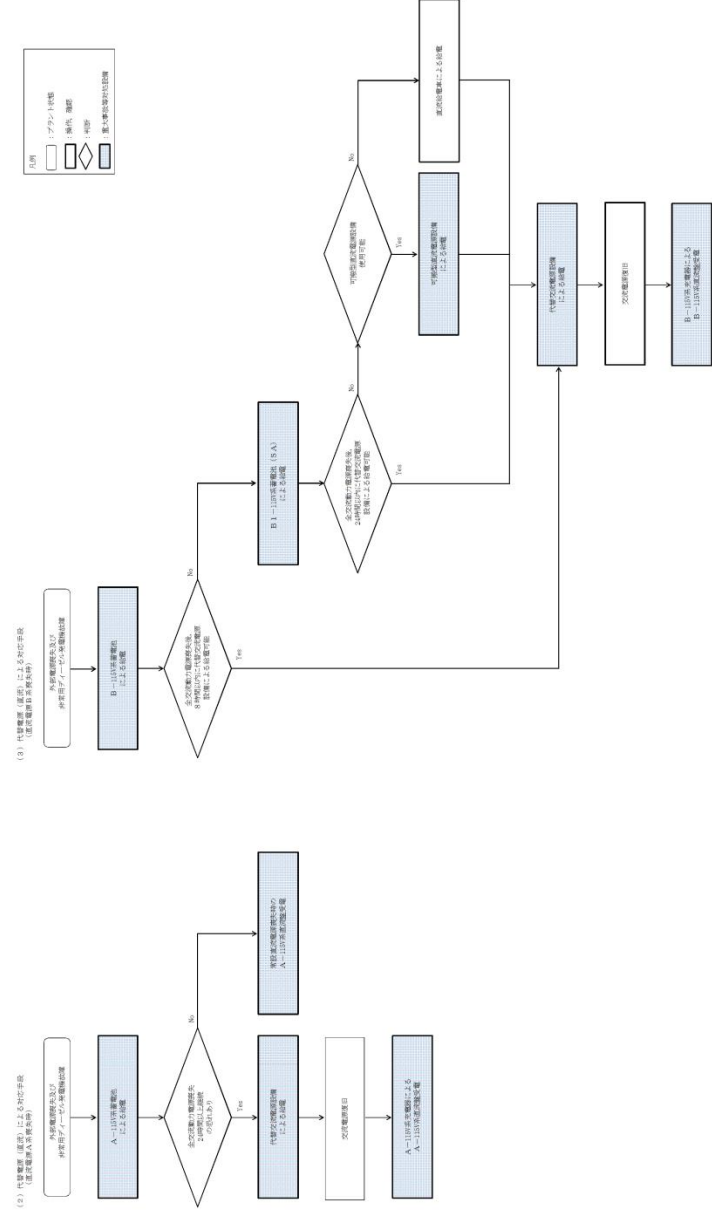 (2)代替電源(直流)による対応手段
(直流電源A系喪失時)
外部電源喪失及び
非常用ディーゼル発電機故障
A－115V系蓄電池
による給電
全交流動力電源喪失
24時間以上継続
の恐れあり
No
Yes
常設直流電源喪失時の
A－115V系直流盤受電
代替交流電源設備
による給電
交流電源復旧
A－115V系充電器による
A－115V系直流盤受電
(3)代替電源(直流)による対応手段
(直流電源B系喪失時)
外部電源喪失及び
非常用ディーゼル発電機故障
B－115V系蓄電池
による給電
全交流動力電源喪失後,
8時間以内に代替交流電源
設備による給電可能
No
Yes
B1－115V系蓄電池(SA)
による給電
全交流動力電源喪失後,
24時間以内に代替交流電源
設備による給電可能
No
Yes
可搬型直流電源設備
使用可能
No
Yes
可搬型直流電源設備
による給電
直流給電車による給電
代替交流電源設備
による給電
交流電源復旧
B－115V系充電器による
B－115V系直流盤受電
凡例
:プラント状態
:操作, 確認
:判断
:重大事故等対処設備